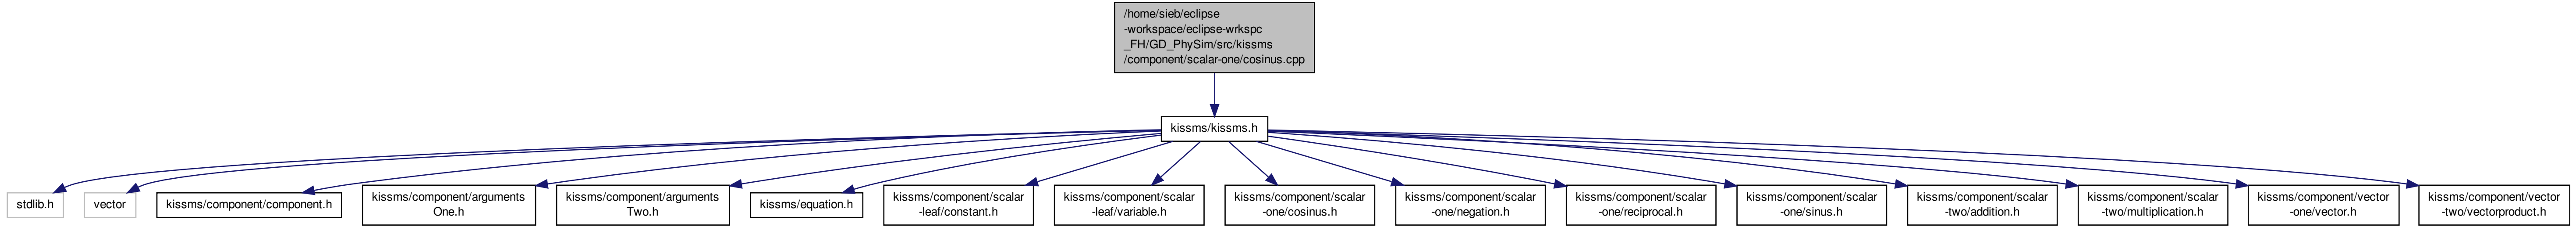 /home/sieb/eclipse
-workspace/eclipse-wrkspc
_FH/GD_PhySim/src/kissms
/component/scalar-one/cosinus.cpp
kissms/kissms.h
stdlib.h
vector
kissms/component/component.h
kissms/component/arguments
One.h
kissms/component/arguments
Two.h
kissms/equation.h
kissms/component/scalar
-leaf/constant.h
kissms/component/scalar
-leaf/variable.h
kissms/component/scalar
-one/cosinus.h
kissms/component/scalar
-one/negation.h
kissms/component/scalar
-one/reciprocal.h
kissms/component/scalar
-one/sinus.h
kissms/component/scalar
-two/addition.h
kissms/component/scalar
-two/multiplication.h
kissms/component/vector
-one/vector.h
kissms/component/vector
-two/vectorproduct.h